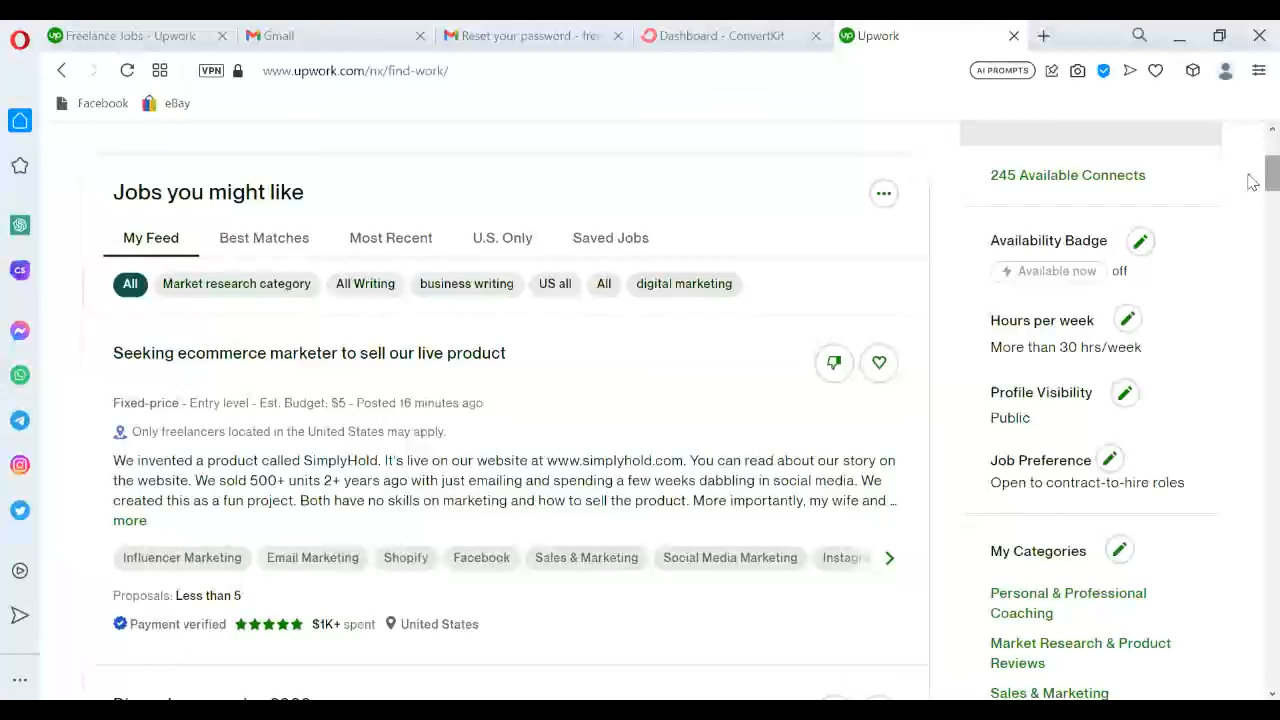 Freelance Jobs - Upwork
Gmail
Reset your password - free
Dashboard - ConvertKit
Upwork
VPN
www.upwork.com/nx/find-work/
AI PROMPTS
Facebook
eBay
Jobs you might like
My Feed
Best Matches
Most Recent
U.S. Only
Saved Jobs
All
Market research category
All Writing
business writing
US all
All
digital marketing
Seeking ecommerce marketer to sell our live product
Fixed-price - Entry level - Est. Budget: $5 - Posted 16 minutes ago
Only freelancers located in the United States may apply.
We invented a product called SimplyHold. It's live on our website at www.simplyhold.com. You can read about our story on
the website. We sold 500+ units 2+ years ago with just emailing and spending a few weeks dabbling in social media. We
created this as a fun project. Both have no skills on marketing and how to sell the product. More importantly, my wife and ...
more
Influencer Marketing
Email Marketing
Shopify
Facebook
Sales & Marketing
Social Media Marketing
Instagra
Proposals: Less than 5
Payment verified
$1K+ spent
United States
245 Available Connects
Availability Badge
Available now
off
Hours per week
More than 30 hrs/week
Profile Visibility
Public
Job Preference
Open to contract-to-hire roles
My Categories
Personal & Professional
Coaching
Market Research & Product
Reviews
Sales & Marketing